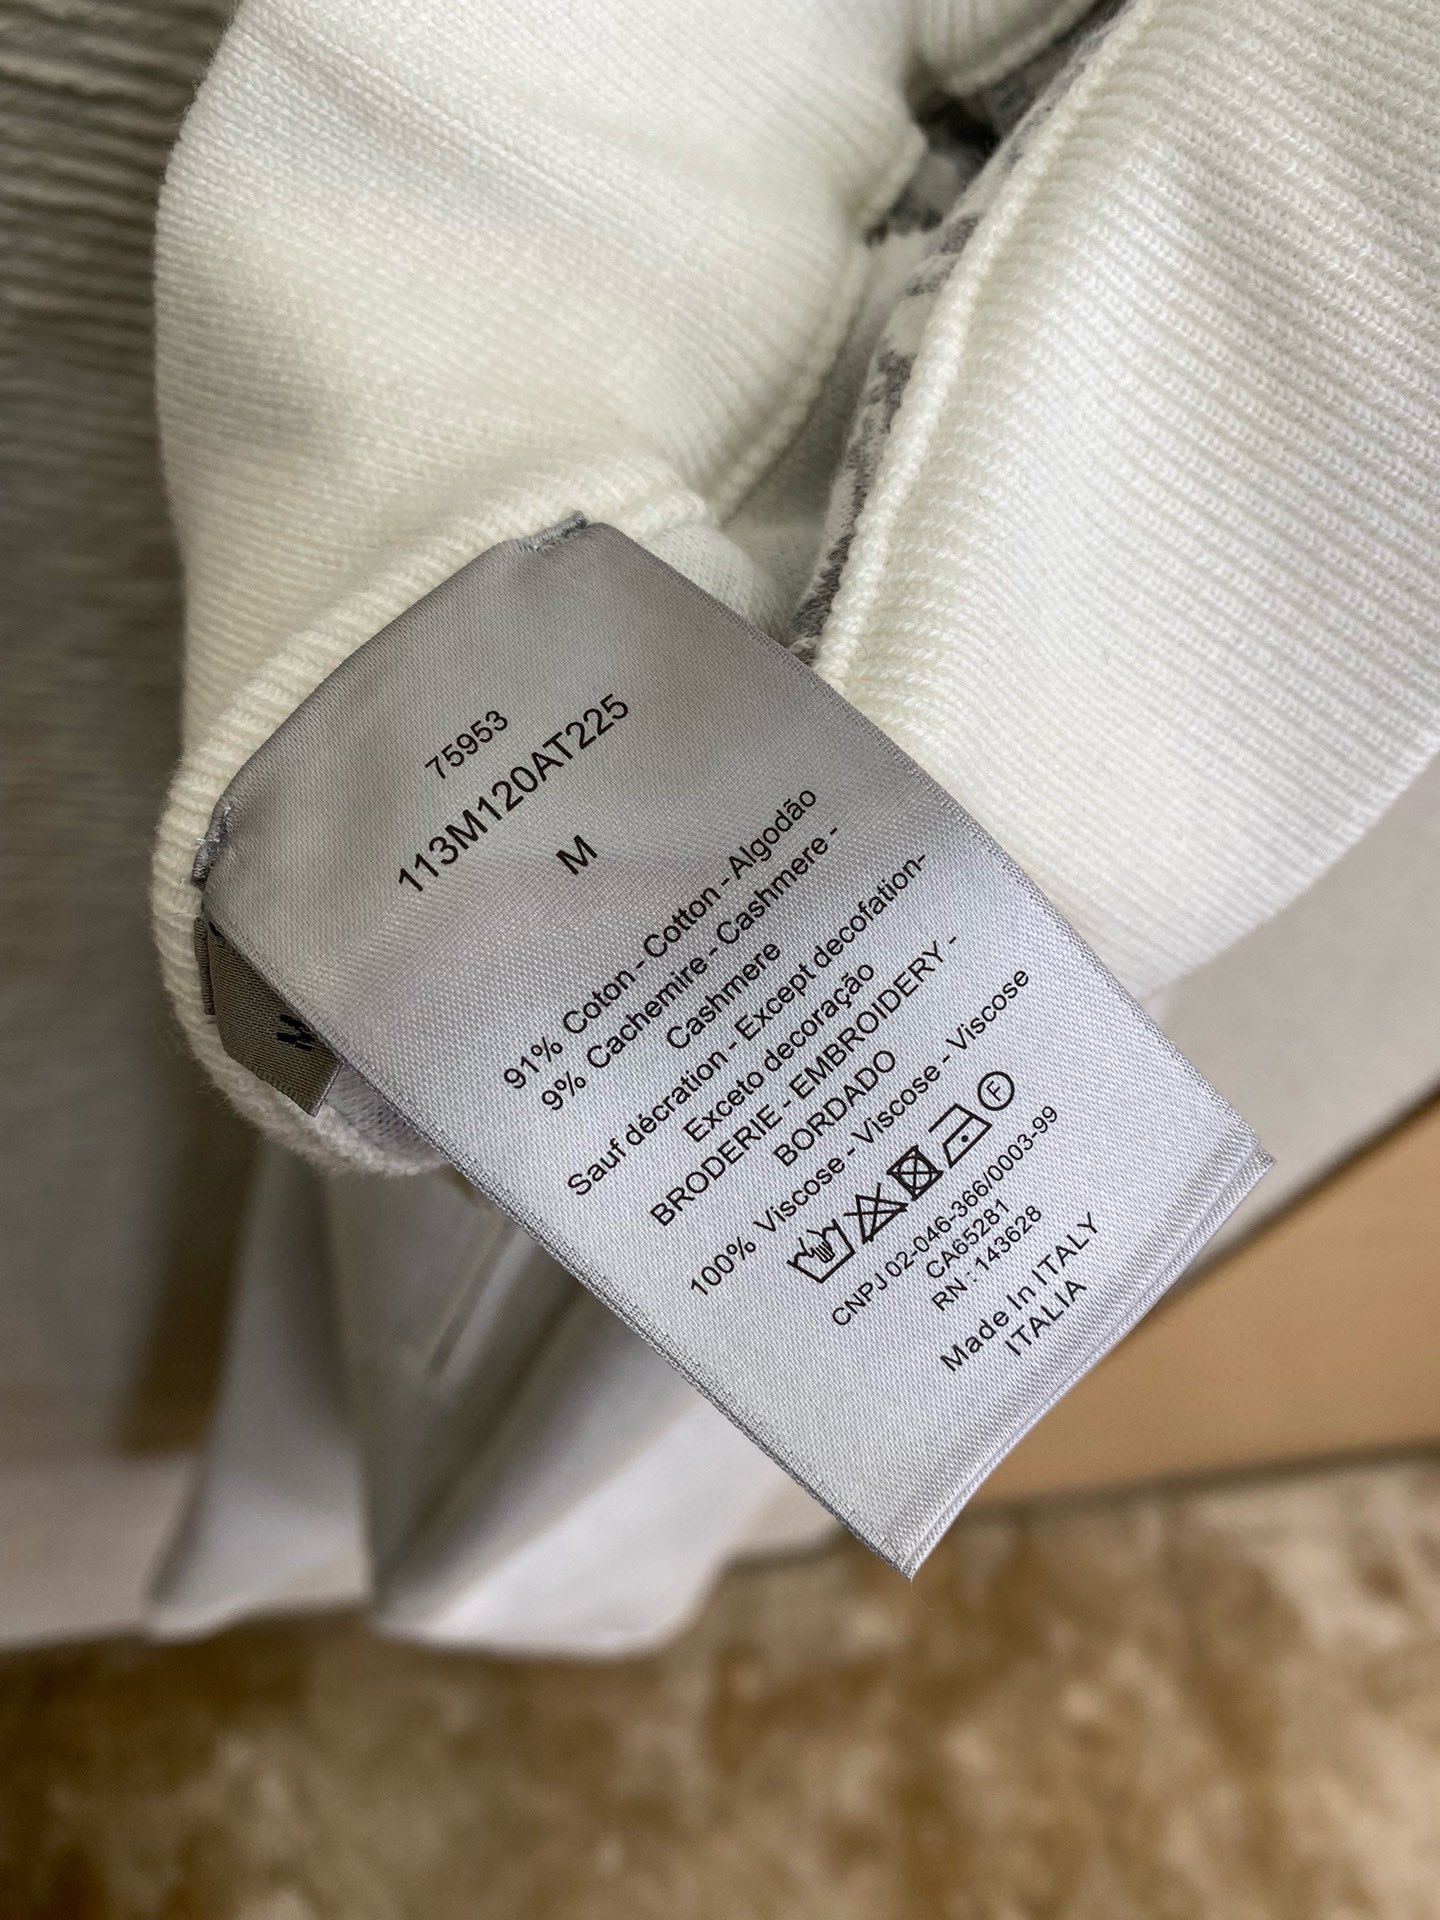 75953
113M120AT225
M
91% Coton - Cotton - Algodão
9% Cachemire - Cashmere -
Cashmere
Sauf décration - Except decofation-
Exceto decoração
BRODERIE - EMBROIDERY -
BORDADO
100% Viscose - Viscose - Viscose
F
CNPJ 02-046-366/0003-99
CA65281
RN : 143628
Made In ITALY
ITALIA